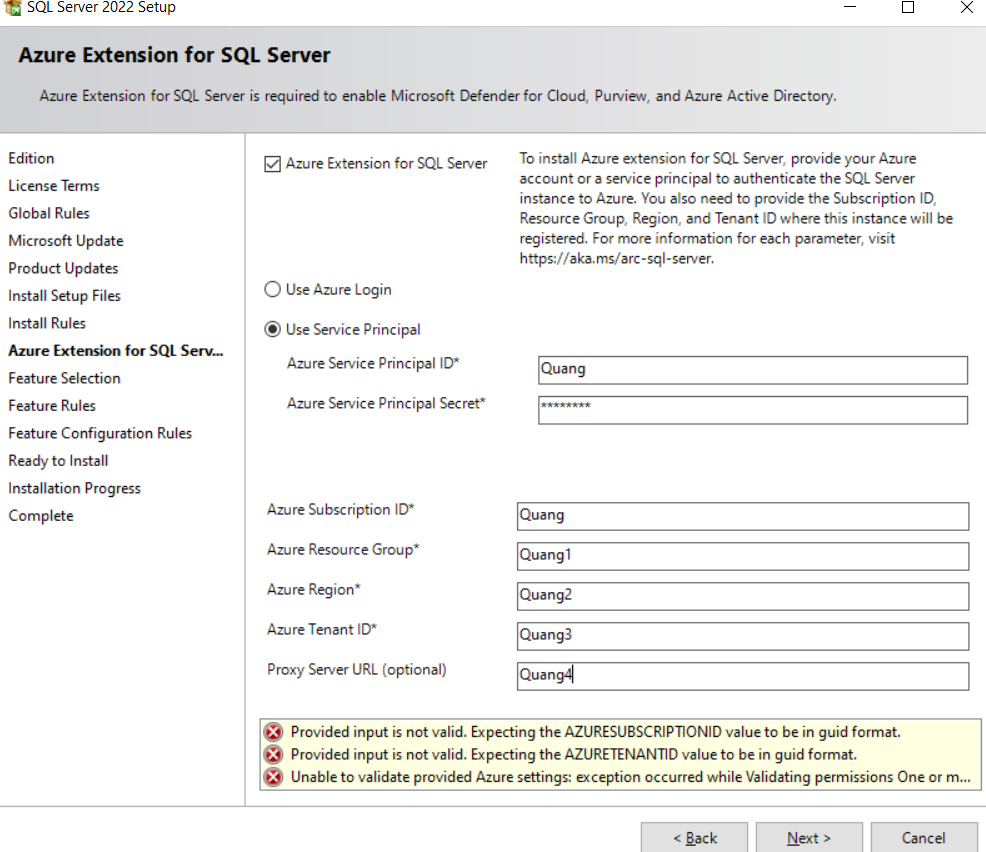 SQL Server 2022 Setup
Azure Extension for SQL Server
Azure Extension for SQL Server is required to enable Microsoft Defender for Cloud, Purview, and Azure Active Directory.
Edition
License Terms
Global Rules
Microsoft Update
Product Updates
Install Setup Files
Install Rules
Azure Extension for SQL Serv...
Feature Selection
Feature Rules
Feature Configuration Rules
Ready to Install
Installation Progress
Complete
Azure Extension for SQL Server
To install Azure extension for SQL Server, provide your Azure
account or a service principal to authenticate the SQL Server
instance to Azure. You also need to provide the Subscription ID,
Resource Group, Region, and Tenant ID where this instance will be
registered. For more information for each parameter, visit
https://aka.ms/arc-sql-server.
Use Azure Login
Use Service Principal
Azure Service Principal ID* Quang
Azure Service Principal Secret* ********
Azure Subscription ID* Quang
Azure Resource Group* Quang1
Azure Region* Quang2
Azure Tenant ID* Quang3
Proxy Server URL (optional) Quang4
Provided input is not valid. Expecting the AZURESUBSCRIPTIONID value to be in guid format.
Provided input is not valid. Expecting the AZURETENANTID value to be in guid format.
Unable to validate provided Azure settings: exception occurred while Validating permissions One or m...
< Back Next > Cancel